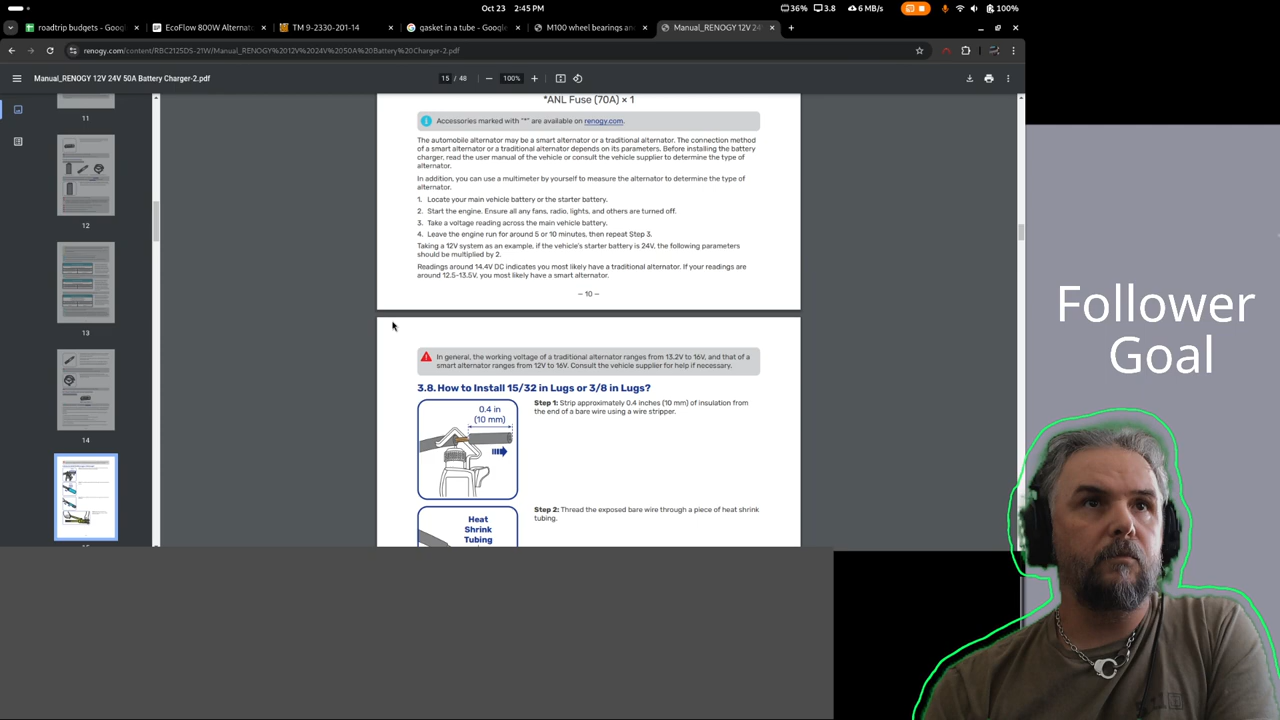 Oct 23 2:45 PM
36% 3.8 6 MB/s 100%
roadtrip budgets - Goog
EcoFlow 800W Alternat
TM 9-2330-201-14
gasket in a tube - Google
M100 wheel bearings an
Manual_RENOGY 12V 24
renogy.com/content/RBC2125DS-21W/Manual_RENOGY%2012V%2024V%2050A%20Battery%20Charger-2.pdf
Manual_RENOGY 12V 24V 50A Battery Charger-2.pdf
15 / 48
100%
11
12
13
14
*ANL Fuse (70A) × 1
Accessories marked with "*" are available on renogy.com.
The automobile alternator may be a smart alternator or a traditional alternator. The connection method
of a smart alternator or a traditional alternator depends on its parameters. Before installing the battery
charger, read the user manual of the vehicle or consult the vehicle supplier to determine the type of
alternator.
In addition, you can use a multimeter by yourself to measure the alternator to determine the type of
alternator.
1. Locate your main vehicle battery or the starter battery.
2. Start the engine. Ensure all any fans, radio, lights, and others are turned off.
3. Take a voltage reading across the main vehicle battery.
4. Leave the engine run for around 5 or 10 minutes, then repeat Step 3.
Taking a 12V system as an example, if the vehicle's starter battery is 24V, the following parameters
should be multiplied by 2.
Readings around 14.4V DC indicates you most likely have a traditional alternator. If your readings are
around 12.5-13.5V, you most likely have a smart alternator.
— 10 —
In general, the working voltage of a traditional alternator ranges from 13.2V to 16V, and that of a
smart alternator ranges from 12V to 16V. Consult the vehicle supplier for help if necessary.
3.8. How to Install 15/32 in Lugs or 3/8 in Lugs?
0.4 in
(10 mm)
Step 1: Strip approximately 0.4 inches (10 mm) of insulation from
the end of a bare wire using a wire stripper.
Heat
Shrink
Tubing
Step 2: Thread the exposed bare wire through a piece of heat shrink
tubing.
Follower
Goal